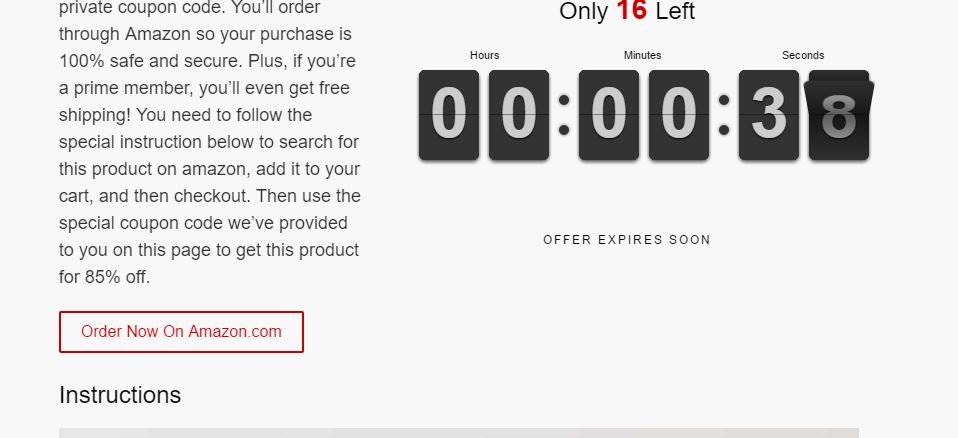 private coupon code. You’ll order
through Amazon so your purchase is
100% safe and secure. Plus, if you’re
a prime member, you’ll even get free
shipping! You need to follow the
special instruction below to search for
this product on amazon, add it to your
cart, and then checkout. Then use the
special coupon code we’ve provided
to you on this page to get this product
for 85% off.
Order Now On Amazon.com
Instructions
Only 16 Left
Hours Minutes Seconds
00:00:38
OFFER EXPIRES SOON